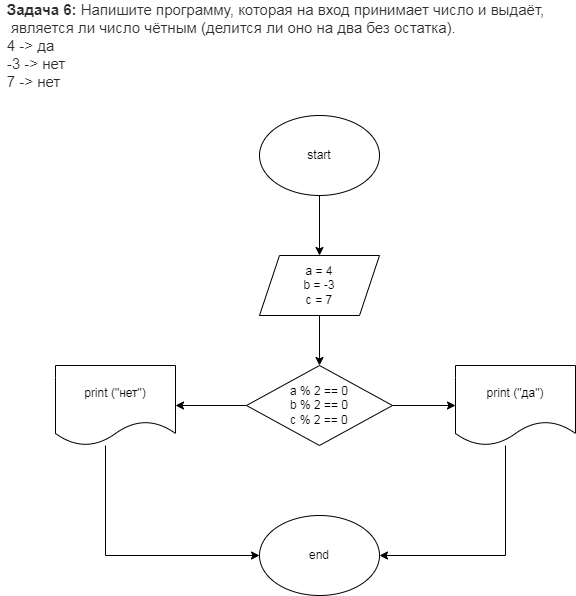 Задача 6: Напишите программу, которая на вход принимает число и выдаёт,
является ли число чётным (делится ли оно на два без остатка).
4 -> да
-3 -> нет
7 -> нет
start
a = 4
b = -3
c = 7
print ("нет")
a % 2 == 0
b % 2 == 0
c % 2 == 0
print ("да")
end